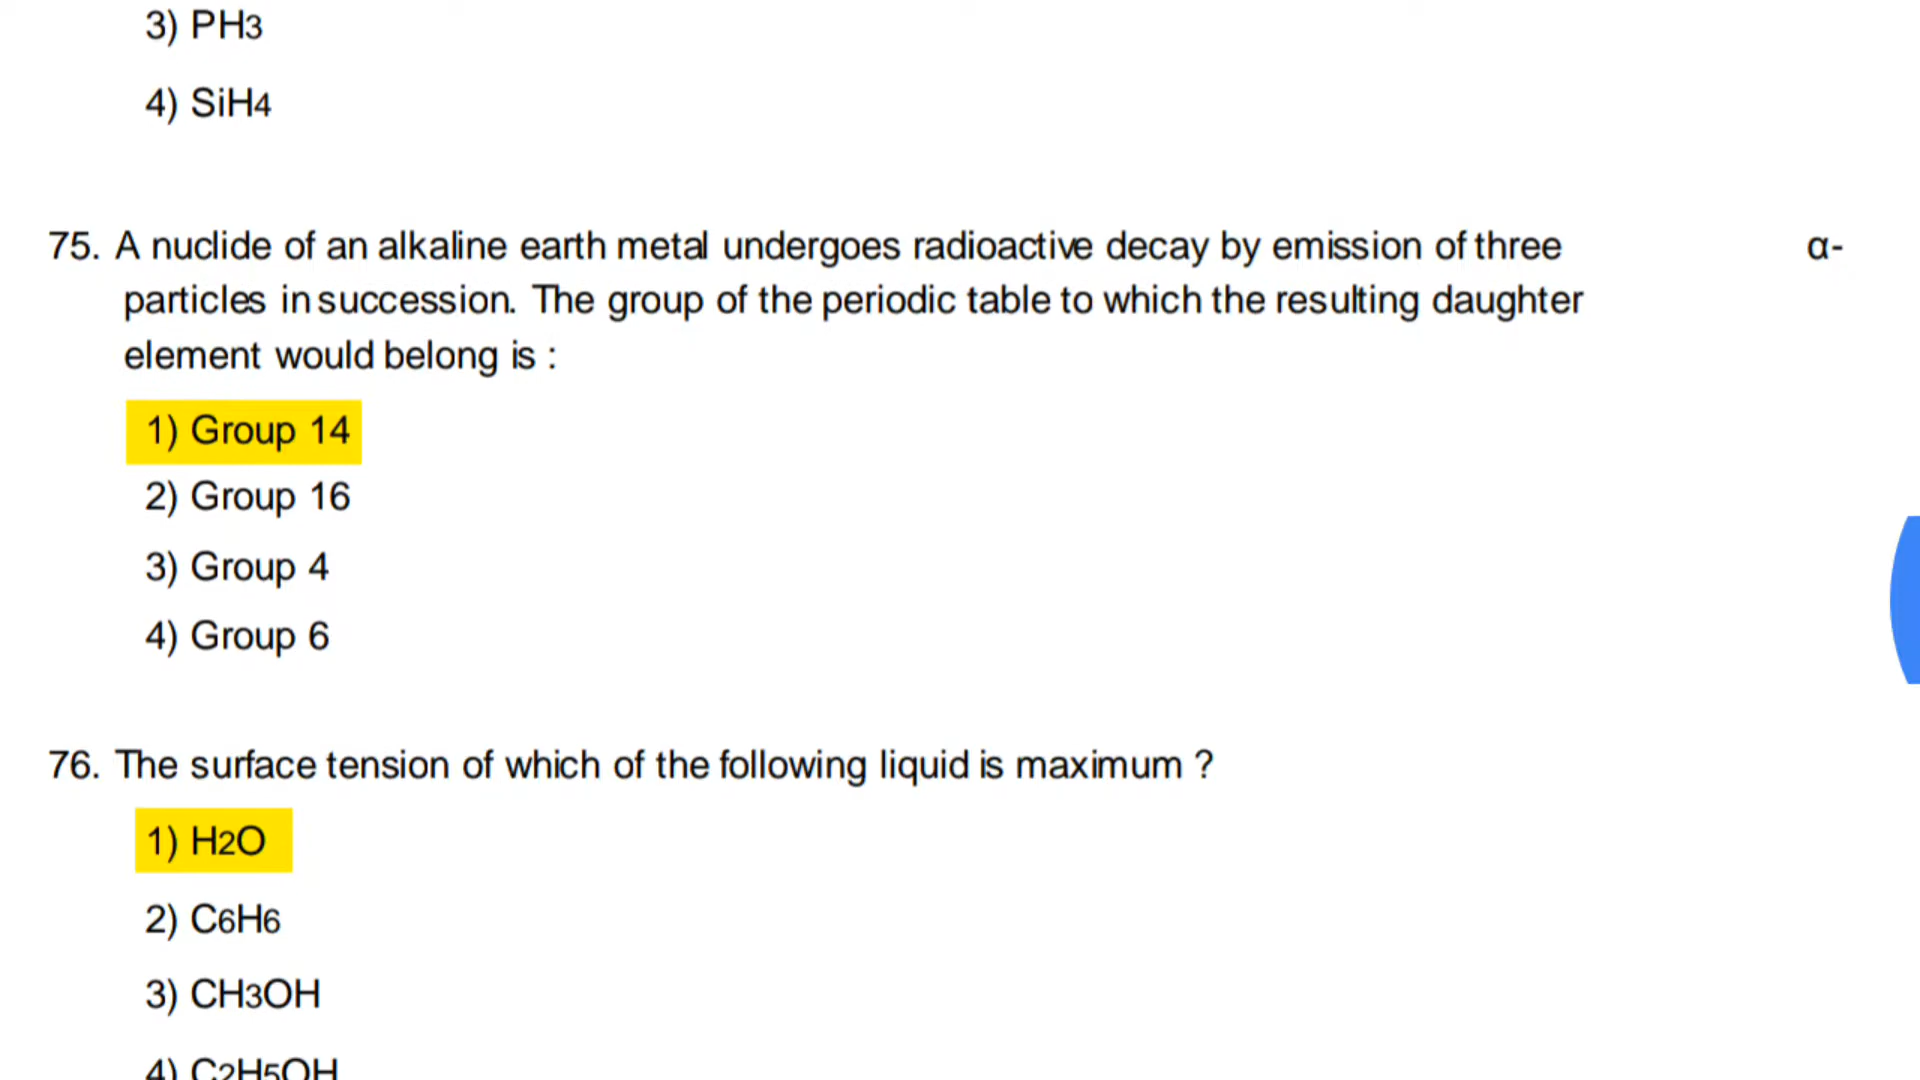 3) PH3
4) SiH4
75. A nuclide of an alkaline earth metal undergoes radioactive decay by emission of three α-
particles in succession. The group of the periodic table to which the resulting daughter
element would belong is :
1) Group 14
2) Group 16
3) Group 4
4) Group 6
76. The surface tension of which of the following liquid is maximum ?
1) H2O
2) C6H6
3) CH3OH
4) C2H5OH